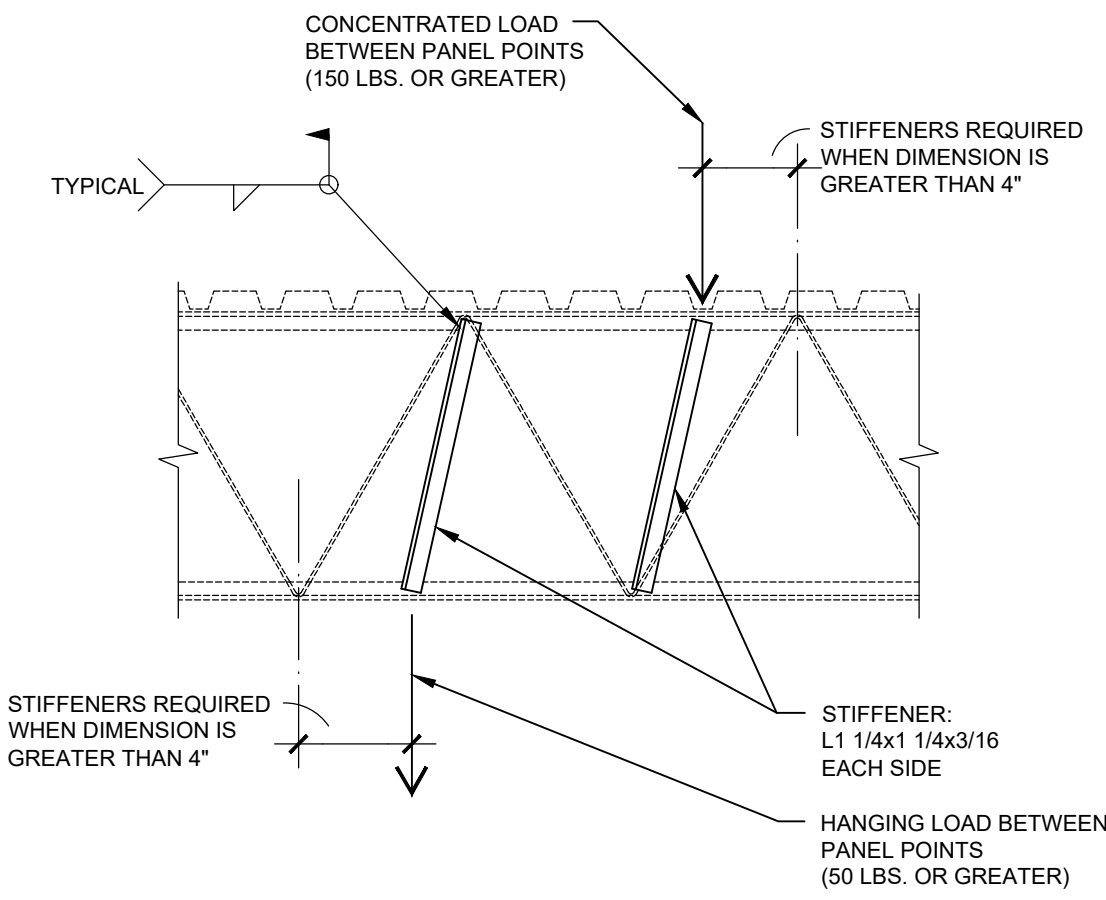 CONCENTRATED LOAD
BETWEEN PANEL POINTS
(150 LBS. OR GREATER)
STIFFENERS REQUIRED
WHEN DIMENSION IS
GREATER THAN 4"
TYPICAL
STIFFENERS REQUIRED
WHEN DIMENSION IS
GREATER THAN 4"
STIFFENER:
L1 1/4x1 1/4x3/16
EACH SIDE
HANGING LOAD BETWEEN
PANEL POINTS
(50 LBS. OR GREATER)